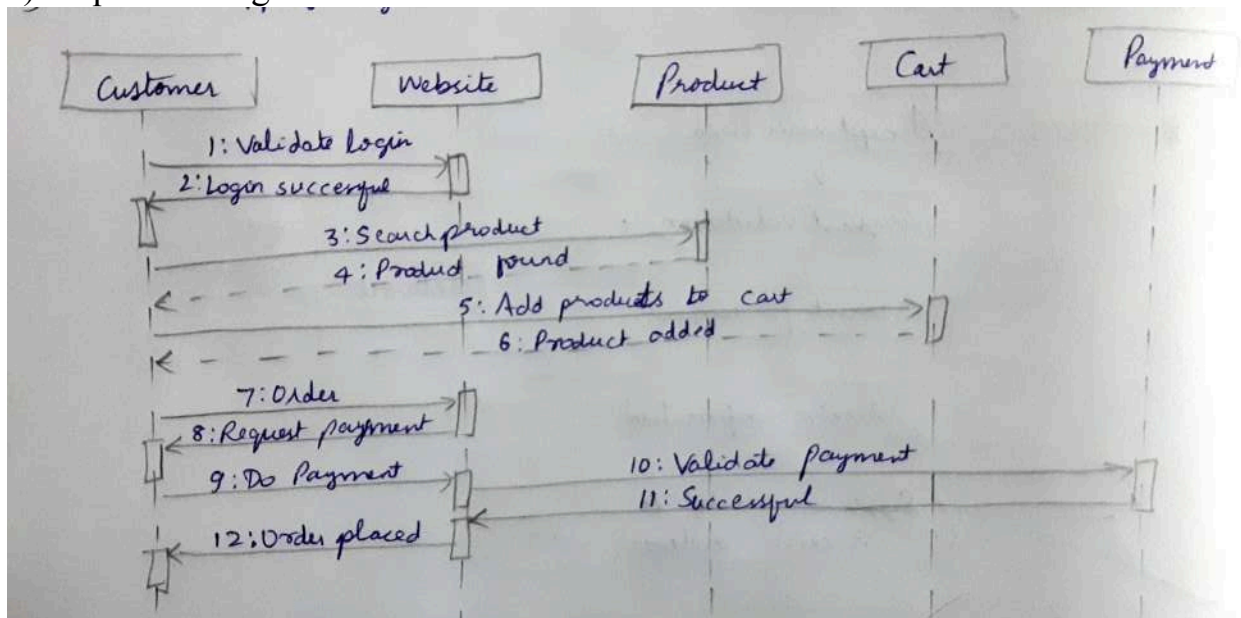 Customer
Website
Product
Cart
Payment
1: Validate login
2: Login succesful
3: Search product
4: Product found
5: Add products to cart
6: Product added
7: Order
8: Request payment
9: Do Payment
10: Validate payment
11: Successful
12: Order placed